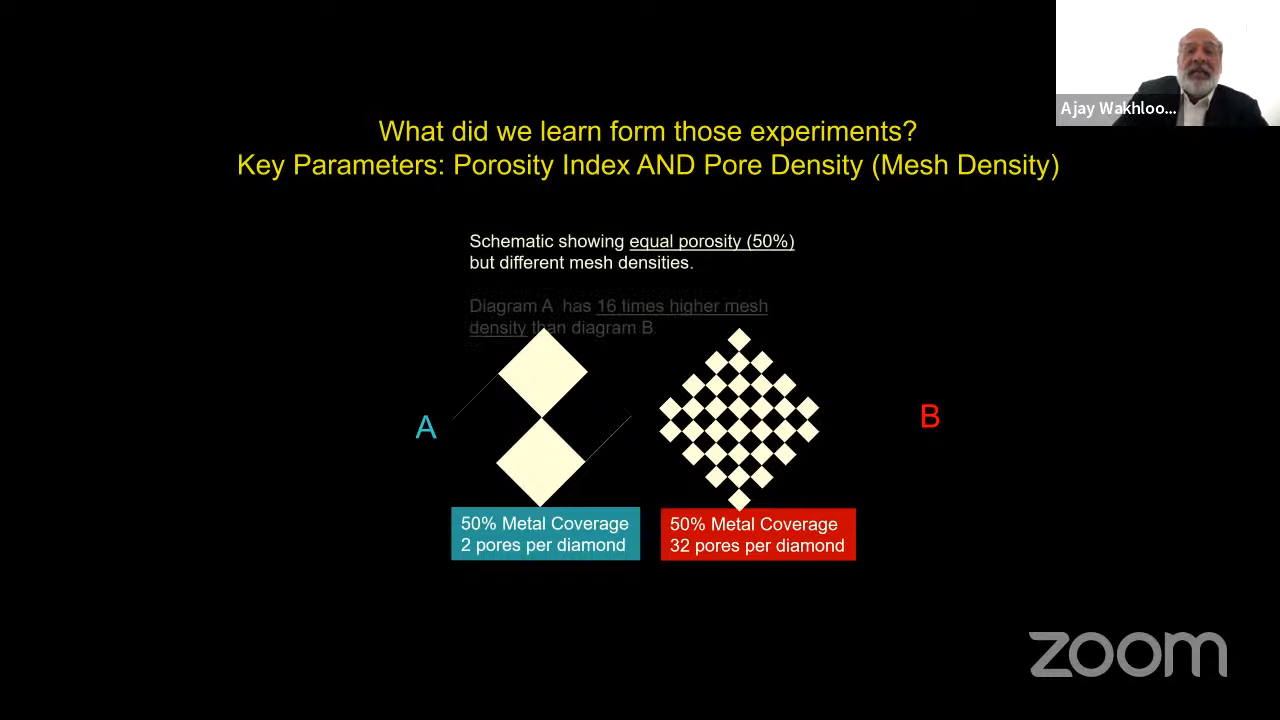 Ajay Wakhloo...
What did we learn form those experiments?
Key Parameters: Porosity Index AND Pore Density (Mesh Density)
Schematic showing equal porosity (50%)
but different mesh densities.
Diagram A has 16 times higher mesh
density than diagram B.
A
B
50% Metal Coverage
2 pores per diamond
50% Metal Coverage
32 pores per diamond
zoom